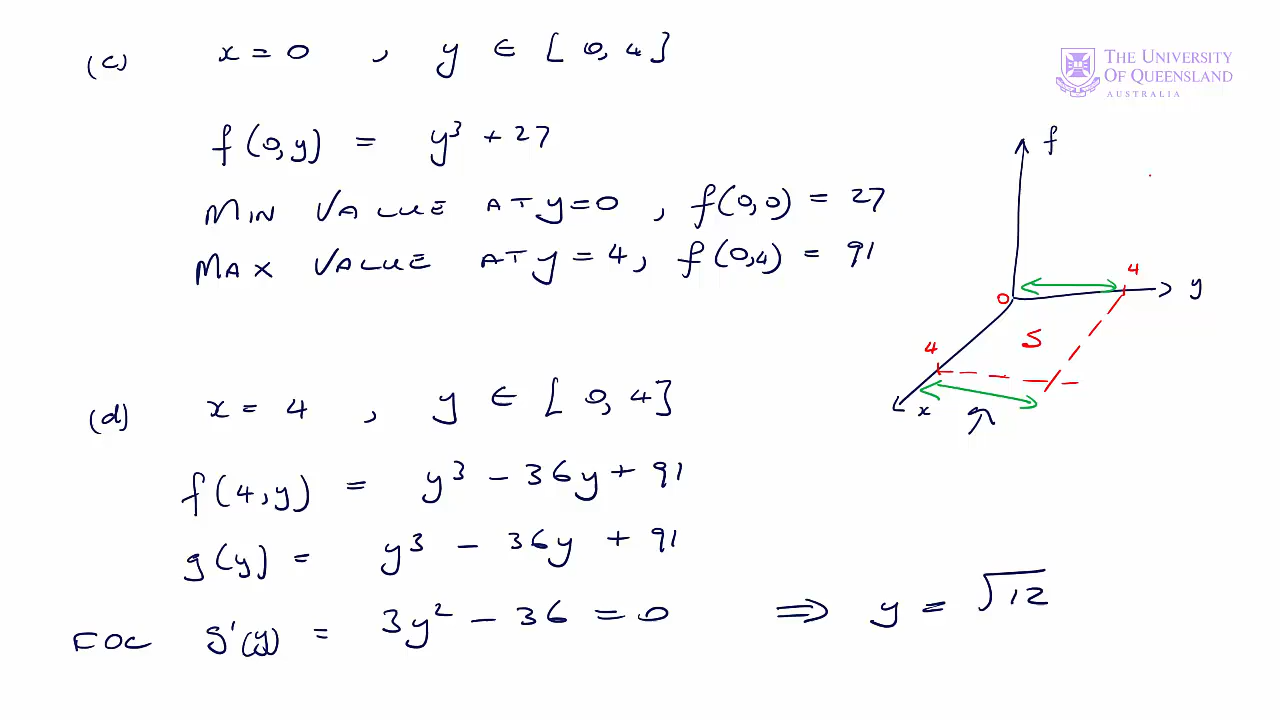 (c) x = 0 , y ∈ [0, 4]
THE UNIVERSITY
OF QUEENSLAND
AUSTRALIA
f(0,y) = y³ + 27
MIN VALUE AT y=0 , f(0,0) = 27
MAX VALUE AT y = 4, f(0,4) = 91
f
4
y
0
S
4
x
(d) x = 4 , y ∈ [0, 4]
f(4,y) = y³ - 36y + 91
g(y) = y³ - 36y + 91
FOC g'(y) = 3y² - 36 = 0 ⇒ y = √12